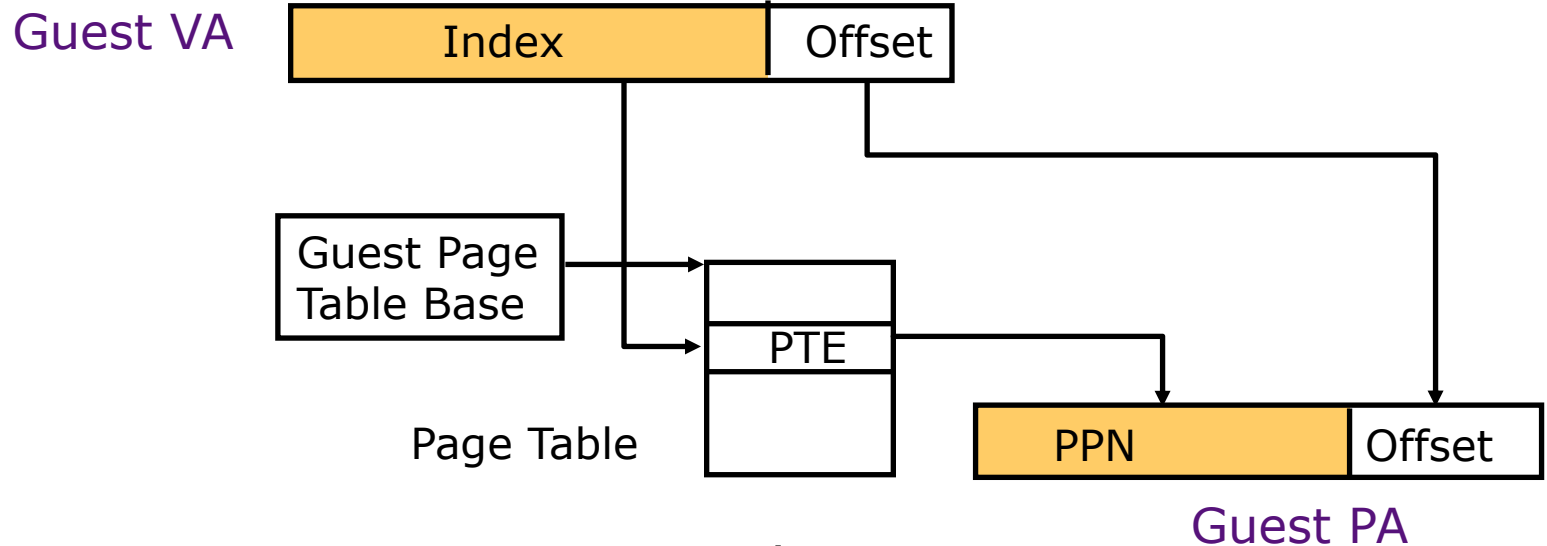 Guest VA
Index
Offset
Guest Page
Table Base
PTE
Page Table
PPN
Offset
Guest PA